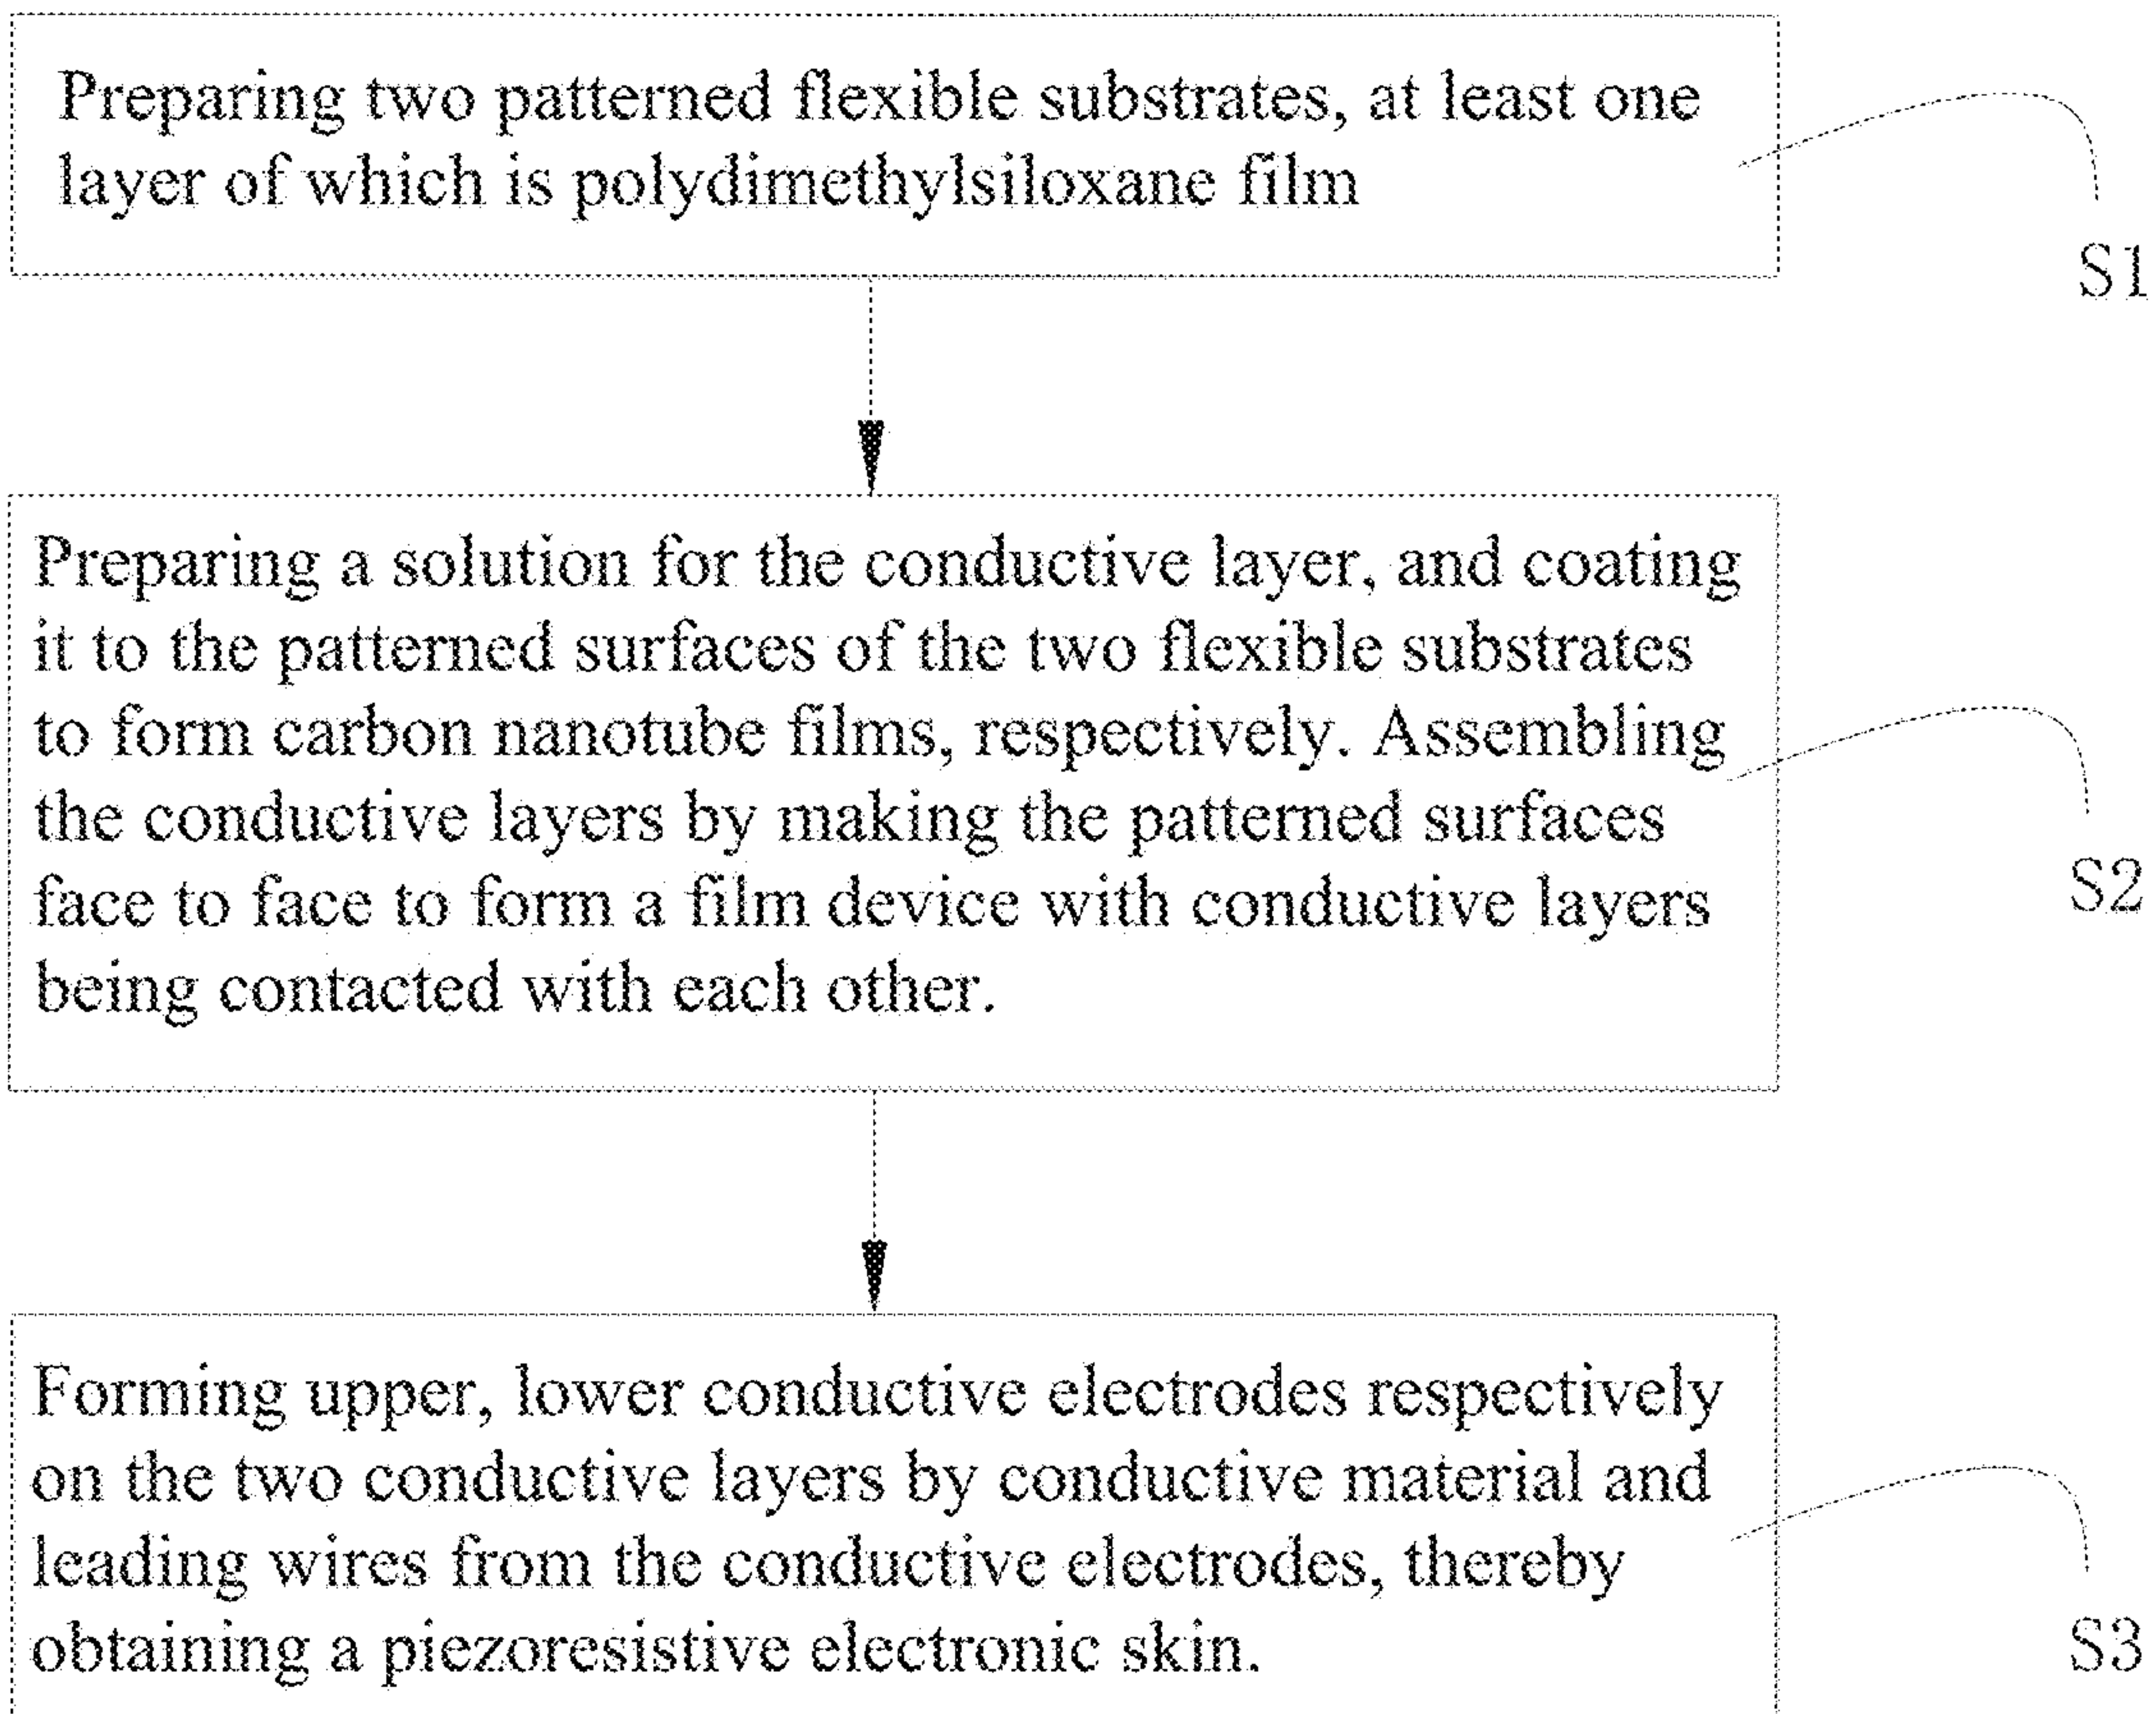 Preparing two patterned flexible substrates, at least one
layer of which is polydimethylsiloxane film
S1
Preparing a solution for the conductive layer, and coating
it to the patterned surfaces of the two flexible substrates
to form carbon nanotube films, respectively. Assembling
the conductive layers by making the patterned surfaces
face to face to form a film device with conductive layers
being contacted with each other.
S2
Forming upper, lower conductive electrodes respectively
on the two conductive layers by conductive material and
leading wires from the conductive electrodes, thereby
obtaining a piezoresistive electronic skin.
S3